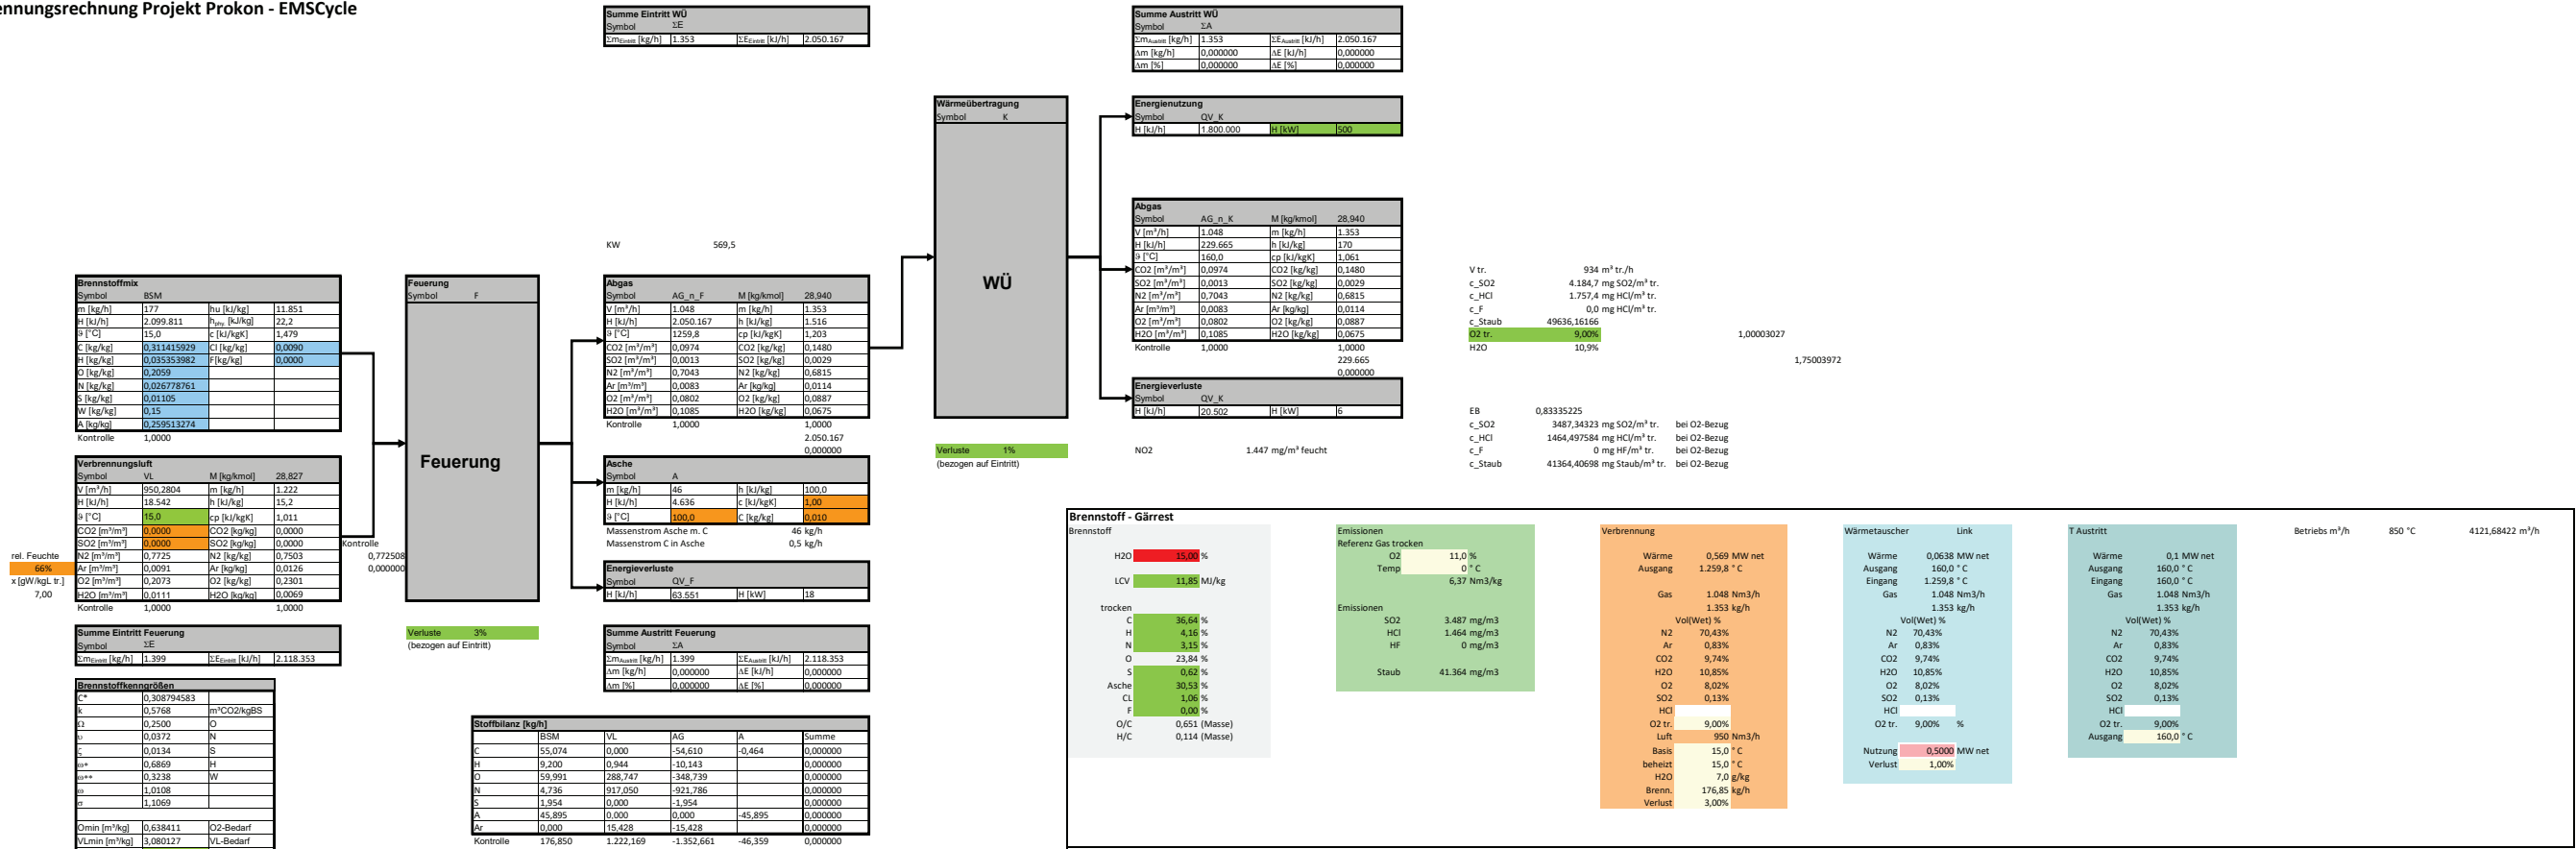 ennungsrechnung Projekt Prokon - EMSCycle
Summe Eintritt WÜ
Symbol ΣE
ΣmEintritt [kg/h] 1.353 ΣEEintritt [kJ/h] 2.050.167
Summe Austritt WÜ
Symbol ΣA
ΣmAustritt [kg/h] 1.353 ΣEAustritt [kJ/h] 2.050.167
Δm [kg/h] 0,000000 ΔE [kJ/h] 0,000000
Δm [%] 0,000000 ΔE [%] 0,000000
Wärmeübertragung
Symbol K
WÜ
Verluste 1%
(bezogen auf Eintritt)
Energienutzung
Symbol QV_K
H [kJ/h] 1.800.000 H [kW] 500
Abgas
Symbol AG_n_K M [kg/kmol] 28,940
V [m³/h] 1.048 m [kg/h] 1.353
H [kJ/h] 229.665 h [kJ/kg] 170
ϑ [°C] 160,0 cp [kJ/kgK] 1,061
CO2 [m³/m³] 0,0974 CO2 [kg/kg] 0,1480
SO2 [m³/m³] 0,0013 SO2 [kg/kg] 0,0029
N2 [m³/m³] 0,7043 N2 [kg/kg] 0,6815
Ar [m³/m³] 0,0083 Ar [kg/kg] 0,0114
O2 [m³/m³] 0,0802 O2 [kg/kg] 0,0887
H2O [m³/m³] 0,1085 H2O [kg/kg] 0,0675
Kontrolle 1,0000 1,0000
229.665
0,000000
Energieverluste
Symbol QV_K
H [kJ/h] 20.502 H [kW] 6
NO2 1.447 mg/m³ feucht
V tr. 934 m³ tr./h
c_SO2 4.184,7 mg SO2/m³ tr.
c_HCl 1.757,4 mg HCl/m³ tr.
c_F 0,0 mg HCl/m³ tr.
c_Staub 49636,16166
O2 tr. 9,00% 1,00003027
H2O 10,9%
1,75003972
EB 0,83335225
c_SO2 3487,34323 mg SO2/m³ tr. bei O2-Bezug
c_HCl 1464,497584 mg HCl/m³ tr. bei O2-Bezug
c_F 0 mg HF/m³ tr. bei O2-Bezug
c_Staub 41364,40698 mg Staub/m³ tr. bei O2-Bezug
KW 569,5
Brennstoffmix
Symbol BSM
m [kg/h] 177 hu [kJ/kg] 11.851
H [kJ/h] 2.099.811 hphy. [kJ/kg] 22,2
ϑ [°C] 15,0 c [kJ/kgK] 1,479
C [kg/kg] 0,311415929 Cl [kg/kg] 0,0090
H [kg/kg] 0,035353982 F[kg/kg] 0,0000
O [kg/kg] 0,2059
N [kg/kg] 0,026778761
S [kg/kg] 0,01105
W [kg/kg] 0,15
A [kg/kg] 0,259513274
Kontrolle 1,0000
Verbrennungsluft
Symbol VL M [kg/kmol] 28,827
V [m³/h] 950,2804 m [kg/h] 1.222
H [kJ/h] 18.542 h [kJ/kg] 15,2
ϑ [°C] 15,0 cp [kJ/kgK] 1,011
CO2 [m³/m³] 0,0000 CO2 [kg/kg] 0,0000
SO2 [m³/m³] 0,0000 SO2 [kg/kg] 0,0000 Kontrolle
rel. Feuchte N2 [m³/m³] 0,7725 N2 [kg/kg] 0,7503 0,772508
66% Ar [m³/m³] 0,0091 Ar [kg/kg] 0,0126 0,000000
x [gW/kgL tr.] O2 [m³/m³] 0,2073 O2 [kg/kg] 0,2301
7,00 H2O [m³/m³] 0,0111 H2O [kg/kg] 0,0069
Kontrolle 1,0000 1,0000
Summe Eintritt Feuerung
Symbol ΣE
ΣmEintritt [kg/h] 1.399 ΣEEintritt [kJ/h] 2.118.353
Brennstoffkenngrößen
C* 0,308794583
k 0,5768 m³CO2/kgBS
Ω 0,2500 O
υ 0,0372 N
ζ 0,0134 S
ω* 0,6869 H
ω** 0,3238 W
ω 1,0108
σ 1,1069
Omin [m³/kg] 0,638411 O2-Bedarf
VLmin [m³/kg] 3,080127 VL-Bedarf
Feuerung
Symbol F
Feuerung
Verluste 3%
(bezogen auf Eintritt)
Abgas
Symbol AG_n_F M [kg/kmol] 28,940
V [m³/h] 1.048 m [kg/h] 1.353
H [kJ/h] 2.050.167 h [kJ/kg] 1.516
ϑ [°C] 1259,8 cp [kJ/kgK] 1,203
CO2 [m³/m³] 0,0974 CO2 [kg/kg] 0,1480
SO2 [m³/m³] 0,0013 SO2 [kg/kg] 0,0029
N2 [m³/m³] 0,7043 N2 [kg/kg] 0,6815
Ar [m³/m³] 0,0083 Ar [kg/kg] 0,0114
O2 [m³/m³] 0,0802 O2 [kg/kg] 0,0887
H2O [m³/m³] 0,1085 H2O [kg/kg] 0,0675
Kontrolle 1,0000 1,0000
2.050.167
0,000000
Asche
Symbol A
m [kg/h] 46 h [kJ/kg] 100,0
H [kJ/h] 4.636 c [kJ/kgK] 1,00
ϑ [°C] 100,0 C [kg/kg] 0,010
Massenstrom Asche m. C 46 kg/h
Massenstrom C in Asche 0,5 kg/h
Energieverluste
Symbol QV_F
H [kJ/h] 63.551 H [kW] 18
Summe Austritt Feuerung
Symbol ΣA
ΣmAustritt [kg/h] 1.399 ΣEAustritt [kJ/h] 2.118.353
Δm [kg/h] 0,000000 ΔE [kJ/h] 0,000000
Δm [%] 0,000000 ΔE [%] 0,000000
Stoffbilanz [kg/h]
BSM VL AG A Summe
C 55,074 0,000 -54,610 -0,464 0,000000
H 9,200 0,944 -10,143 0,000000
O 59,991 288,747 -348,739 0,000000
N 4,736 917,050 -921,786 0,000000
S 1,954 0,000 -1,954 0,000000
A 45,895 0,000 0,000 -45,895 0,000000
Ar 0,000 15,428 -15,428 0,000000
Kontrolle 176,850 1.222,169 -1.352,661 -46,359 0,000000
Brennstoff - Gärrest
Brennstoff
H2O 15,00 %
LCV 11,85 MJ/kg
trocken
C 36,64 %
H 4,16 %
N 3,15 %
O 23,84 %
S 0,62 %
Asche 30,53 %
CL 1,06 %
F 0,00 %
O/C 0,651 (Masse)
H/C 0,114 (Masse)
Emissionen
Referenz Gas trocken
O2 11,0 %
Temp 0 ° C
6,37 Nm3/kg
Emissionen
SO2 3.487 mg/m3
HCl 1.464 mg/m3
HF 0 mg/m3
Staub 41.364 mg/m3
Verbrennung
Wärme 0,569 MW net
Ausgang 1.259,8 ° C
Gas 1.048 Nm3/h
1.353 kg/h
Vol(Wet) %
N2 70,43%
Ar 0,83%
CO2 9,74%
H2O 10,85%
O2 8,02%
SO2 0,13%
HCl
O2 tr. 9,00%
Luft 950 Nm3/h
Basis 15,0 ° C
beheizt 15,0 ° C
H2O 7,0 g/kg
Brenn. 176,85 kg/h
Verlust 3,00%
Wärmetauscher Link
Wärme 0,0638 MW net
Ausgang 160,0 ° C
Eingang 1.259,8 ° C
Gas 1.048 Nm3/h
1.353 kg/h
Vol(Wet) %
N2 70,43%
Ar 0,83%
CO2 9,74%
H2O 10,85%
O2 8,02%
SO2 0,13%
HCl
O2 tr. 9,00% %
Nutzung 0,5000 MW net
Verlust 1,00%
T Austritt
Wärme 0,1 MW net
Ausgang 160,0 ° C
Eingang 160,0 ° C
Gas 1.048 Nm3/h
1.353 kg/h
Vol(Wet) %
N2 70,43%
Ar 0,83%
CO2 9,74%
H2O 10,85%
O2 8,02%
SO2 0,13%
HCl
O2 tr. 9,00%
Ausgang 160,0 ° C
Betriebs m³/h 850 °C 4121,68422 m³/h